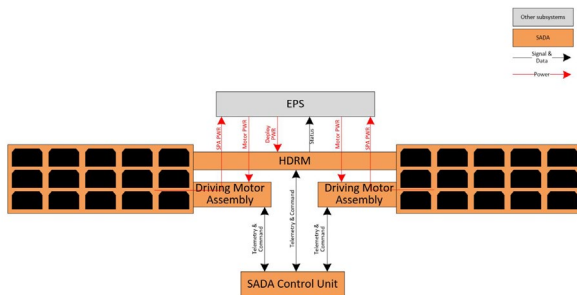 Other subsystems
SADA
Signal &
Data
Power
EPS
SPA PWR
Motor PWR
Deploy
PWR
Status
Motor PWR
SPA PWR
HDRM
Driving Motor
Assembly
Driving Motor
Assembly
Telemetry &
Command
Telemetry & Command
Telemetry &
Command
SADA Control Unit